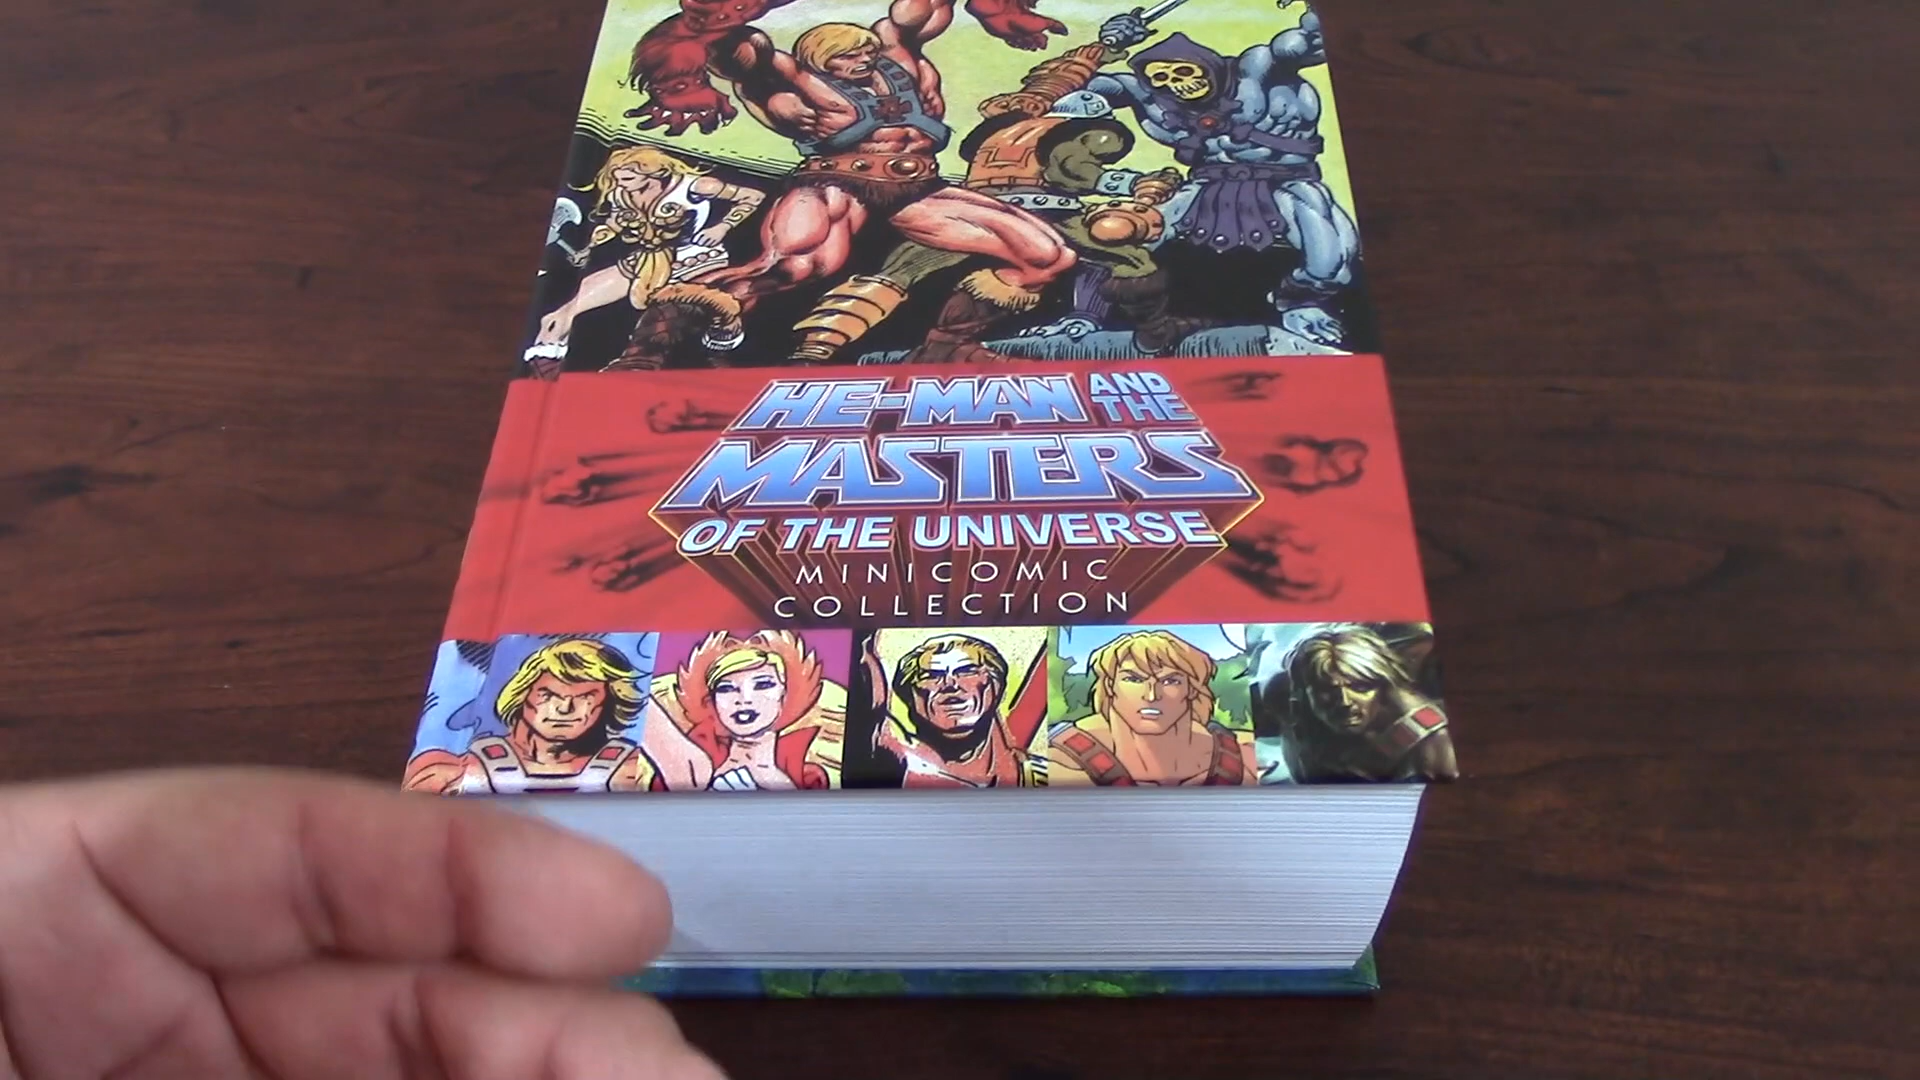 HE-MAN AND THE
MASTERS
OF THE UNIVERSE
MINICOMIC
COLLECTION